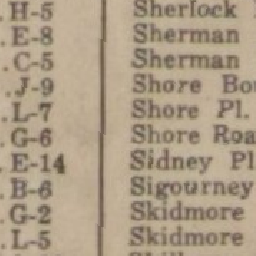 .H-5
.E-8
.C-5
.J-9
.L-7
.G-6
.E-14
.B-6
.G-2
.L-5
Sherlock
Sherman
Sherman
Shore
Shore Pl.
Shore
Sidney Pl
Sigourney
Skidmore
Skidmore